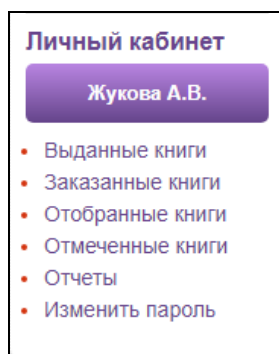 Личный кабинет
Жукова А.В.
Выданные книги
Заказанные книги
Отобранные книги
Отмеченные книги
Отчеты
Изменить пароль